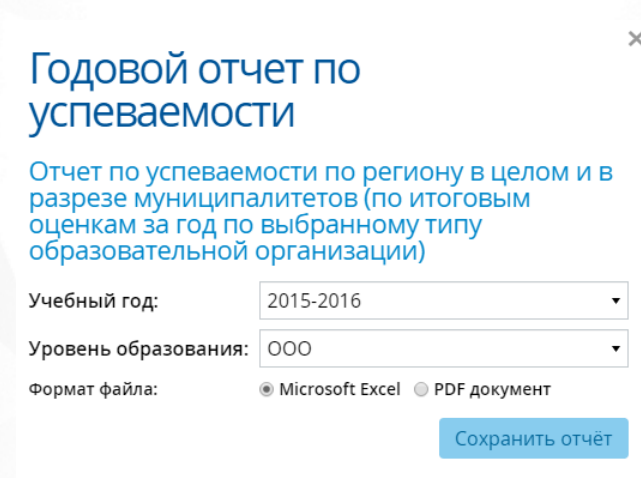 Годовой отчет по
успеваемости
Отчет по успеваемости по региону в целом и в
разрезе муниципалитетов (по итоговым
оценкам за год по выбранному типу
образовательной организации)
Учебный год: 2015-2016
Уровень образования: ООО
Формат файла: Microsoft Excel PDF документ
Сохранить отчёт